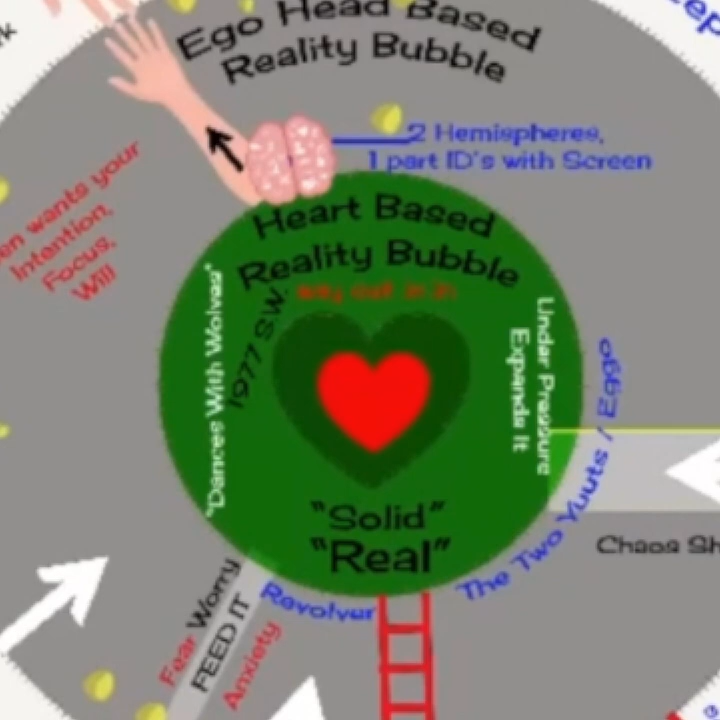 Ego Head Based
Reality Bubble
2 Hemispheres,
1 part ID's with Screen
wants your
Intention,
Focus,
Will
Heart Based
Reality Bubble
way out is in
1977 SW.
"Dances With Wolves"
Under Pressure
Expands It
"Solid"
"Real"
The Two Yuuts / Eggo
Chaos
Revolver
Fear Worry
FEED IT
Anxiety